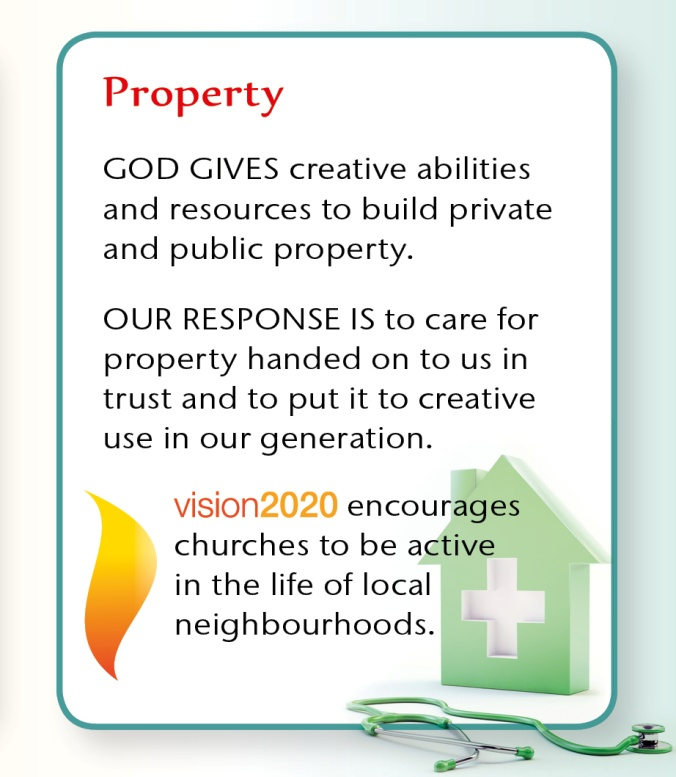 Property
GOD GIVES creative abilities
and resources to build private
and public property.
OUR RESPONSE IS to care for
property handed on to us in
trust and to put it to creative
use in our generation.
vision2020 encourages
churches to be active
in the life of local
neighbourhoods.